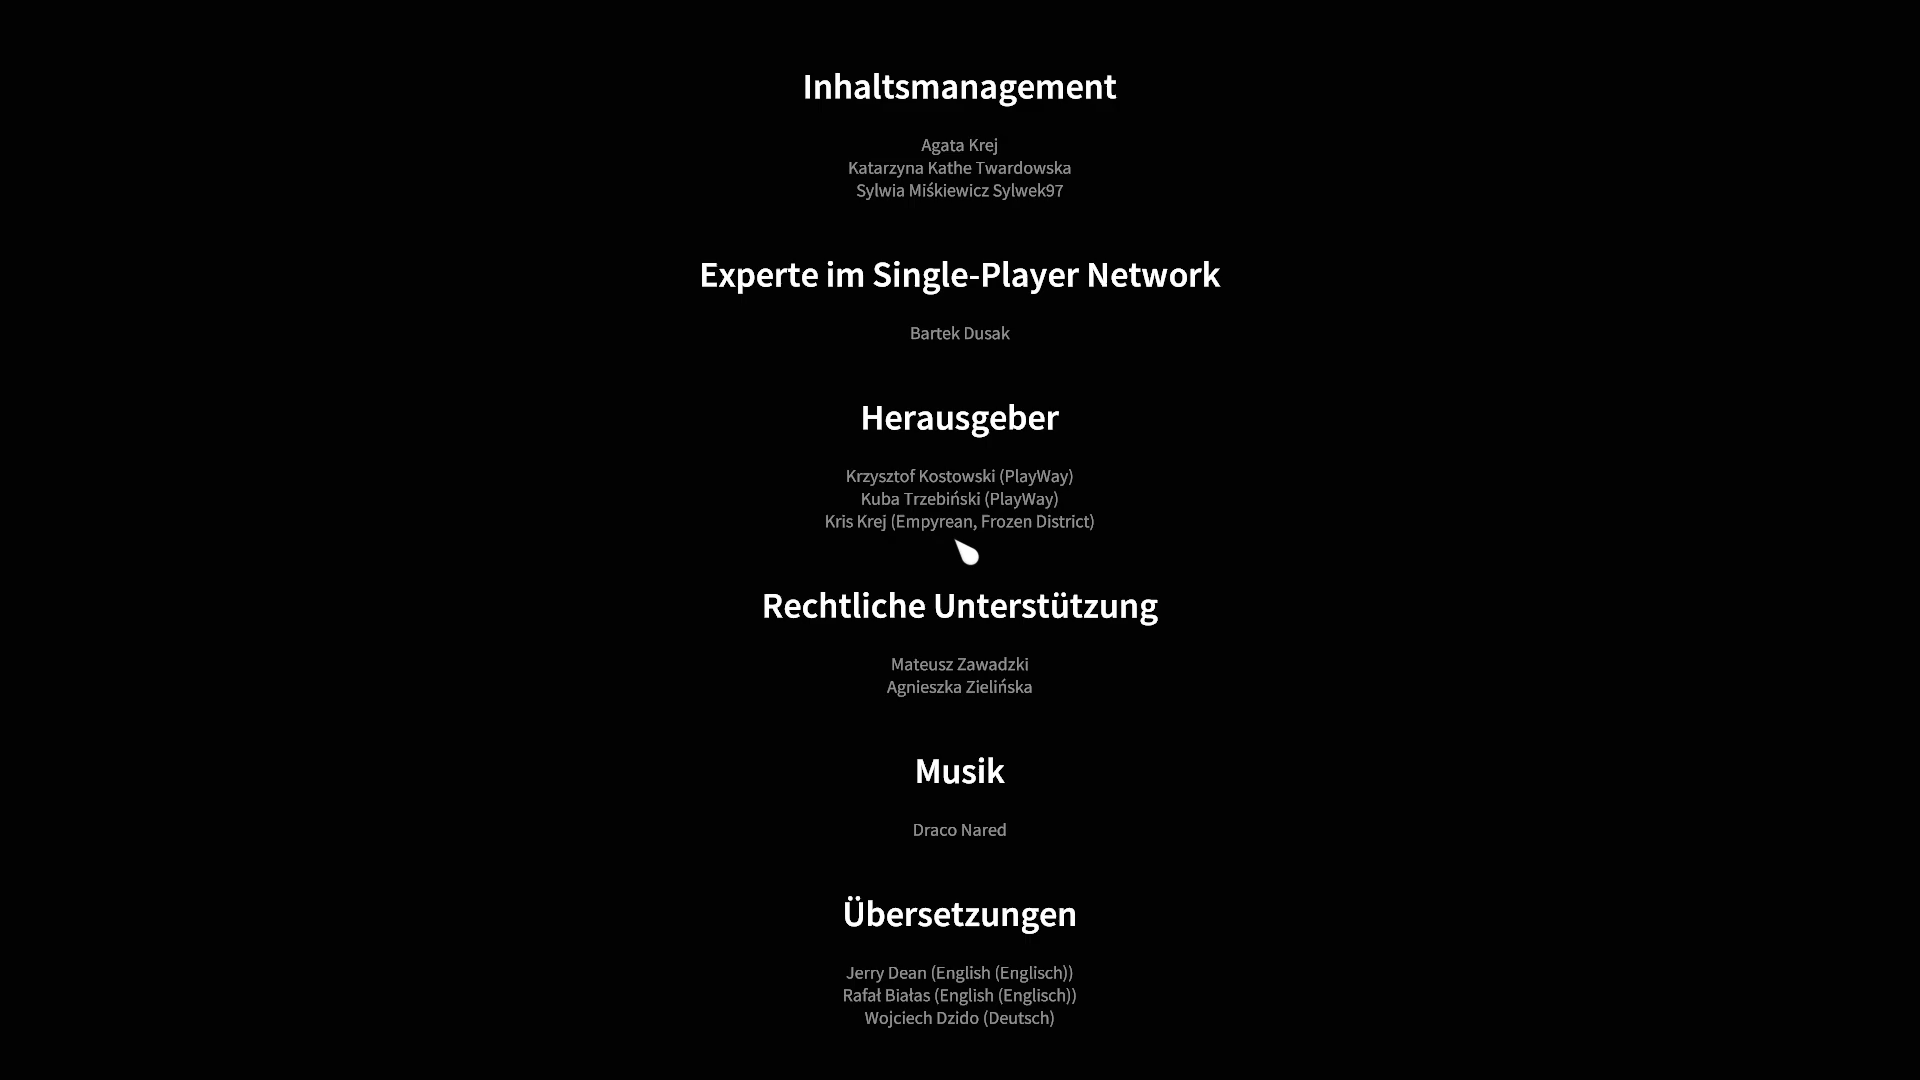 Inhaltsmanagement
Agata Krej
Katarzyna Kathe Twardowska
Sylwia Miśkiewicz Sylwek97
Experte im Single-Player Network
Bartek Dusak
Herausgeber
Krzysztof Kostowski (PlayWay)
Kuba Trzebiński (PlayWay)
Kris Krej (Empyrean, Frozen District)
Rechtliche Unterstützung
Mateusz Zawadzki
Agnieszka Zielińska
Musik
Draco Nared
Übersetzungen
Jerry Dean (English (Englisch))
Rafał Białas (English (Englisch))
Wojciech Dzido (Deutsch)